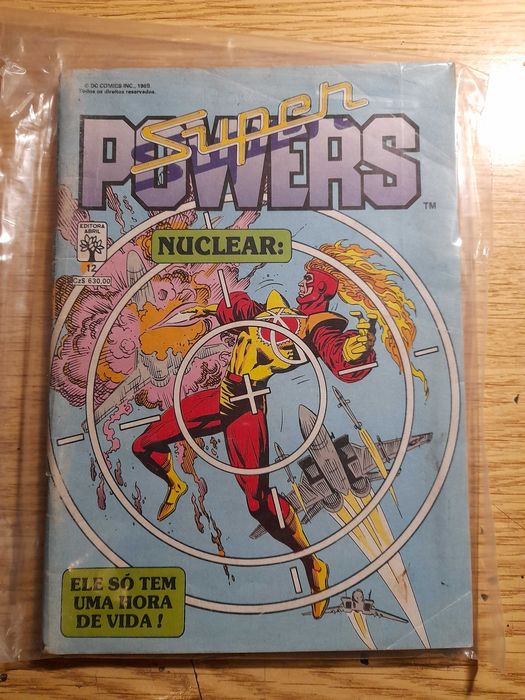 © DC COMICS INC., 1989
Todos os direitos reservados.
Super
POWERS
TM
EDITORA
ABRIL
12
Cz$ 630,00
NUCLEAR:
ELE SÓ TEM
UMA HORA
DE VIDA !